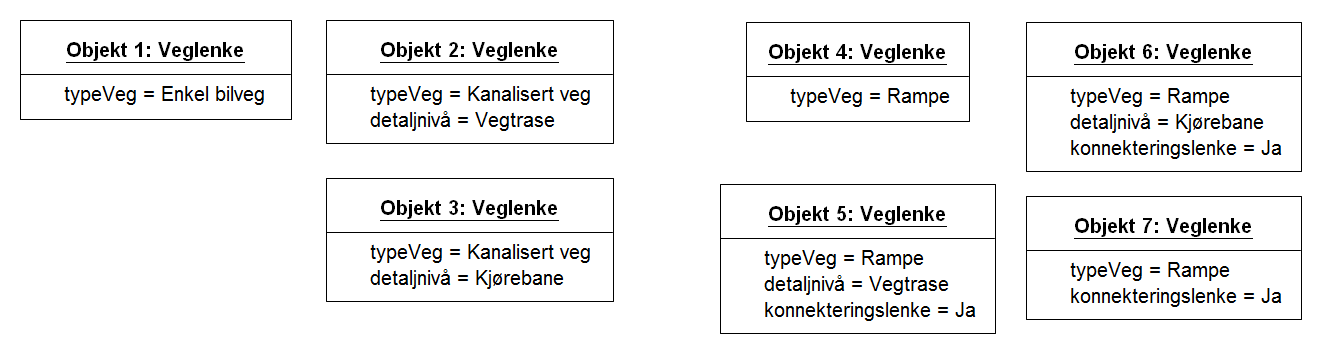 Objekt 1: Veglenke
typeVeg = Enkel bilveg
Objekt 2: Veglenke
typeVeg = Kanalisert veg
detaljnivå = Vegtrase
Objekt 3: Veglenke
typeVeg = Kanalisert veg
detaljnivå = Kjørebane
Objekt 4: Veglenke
typeVeg = Rampe
Objekt 5: Veglenke
typeVeg = Rampe
detaljnivå = Vegtrase
konnekteringslenke = Ja
Objekt 6: Veglenke
typeVeg = Rampe
detaljnivå = Kjørebane
konnekteringslenke = Ja
Objekt 7: Veglenke
typeVeg = Rampe
konnekteringslenke = Ja